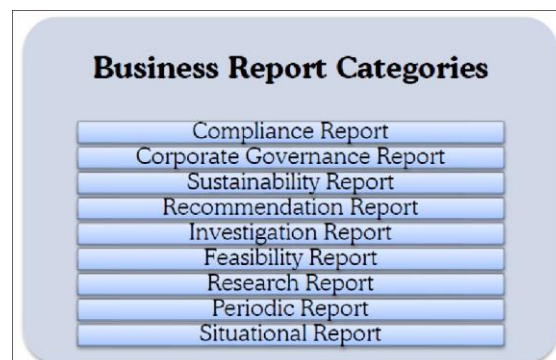 Business Report Categories
Compliance Report
Corporate Governance Report
Sustainability Report
Recommendation Report
Investigation Report
Feasibility Report
Research Report
Periodic Report
Situational Report